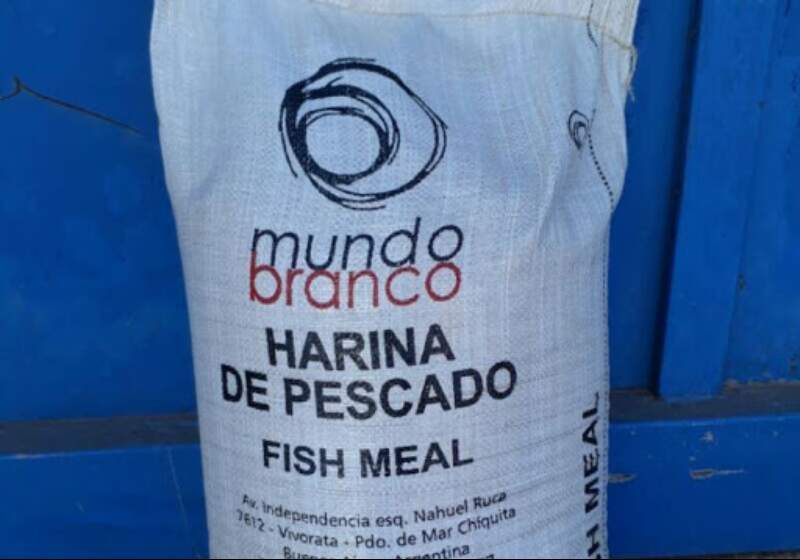 mundo
branco
HARINA
DE PESCADO
FISH MEAL
Av. Independencia esq. Nahuel Ruca
7612 - Vivorata - Pdo. de Mar Chiquita
Argentina
H MEAL